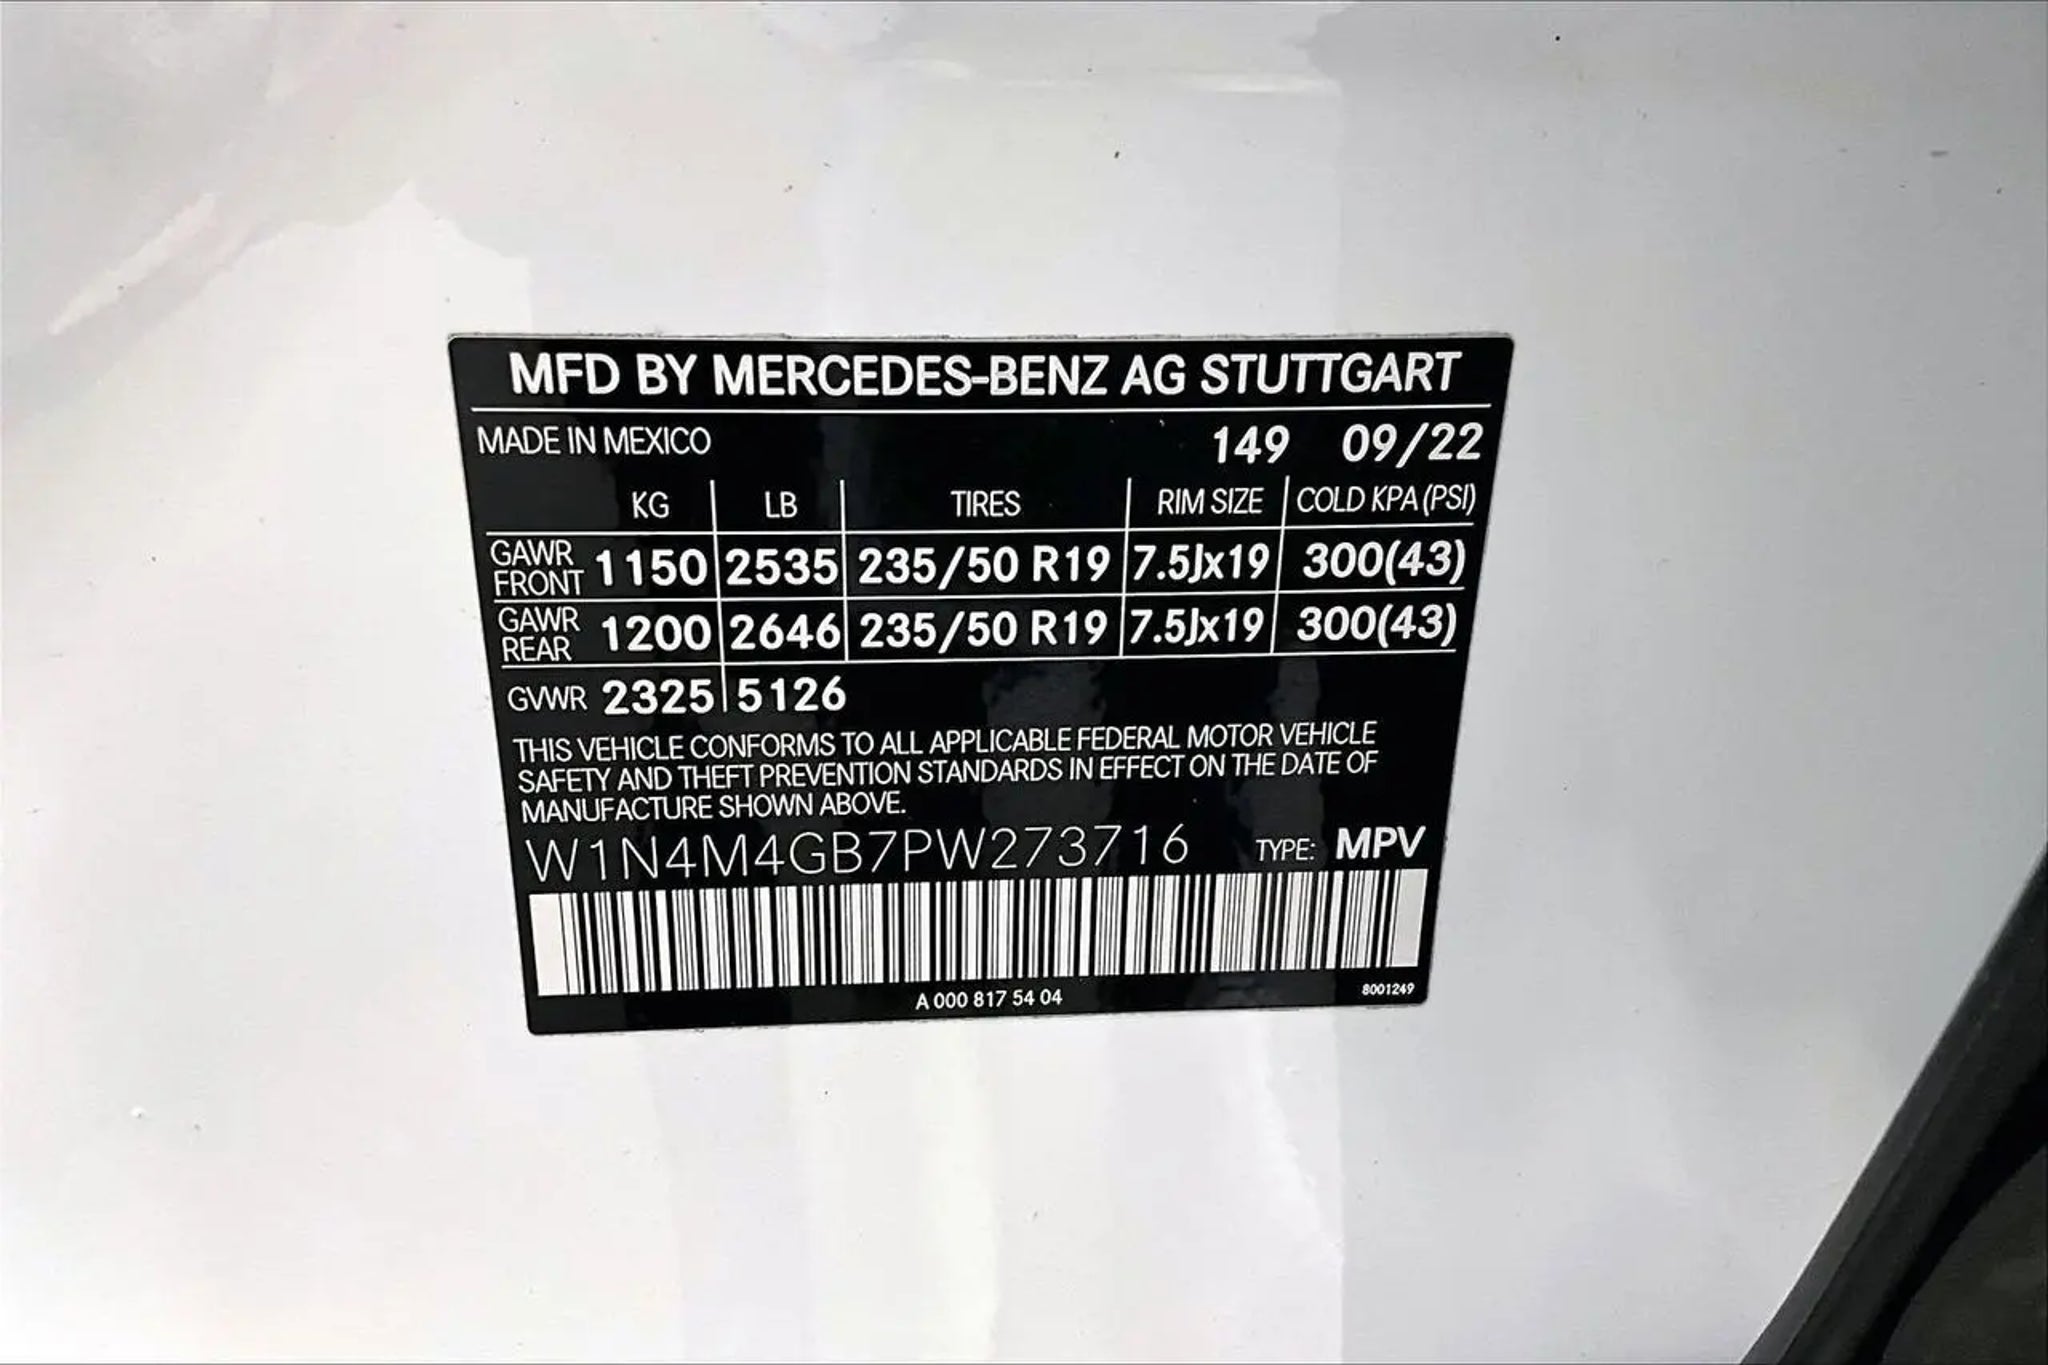 MFD BY MERCEDES-BENZ AG STUTTGART
MADE IN MEXICO 149 09/22
KG LB TIRES RIM SIZE COLD KPA (PSI)
GAWR FRONT 1150 2535 235/50 R19 7.5Jx19 300(43)
GAWR REAR 1200 2646 235/50 R19 7.5Jx19 300(43)
GVWR 2325 5126
THIS VEHICLE CONFORMS TO ALL APPLICABLE FEDERAL MOTOR VEHICLE
SAFETY AND THEFT PREVENTION STANDARDS IN EFFECT ON THE DATE OF
MANUFACTURE SHOWN ABOVE.
W1N4M4GB7PW273716 TYPE: MPV
A 000 817 54 04 8001249